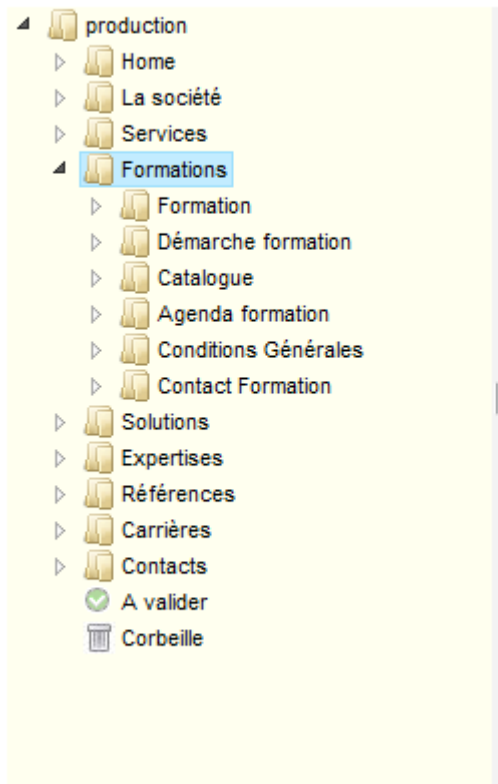 production
Home
La société
Services
Formations
Formation
Démarche formation
Catalogue
Agenda formation
Conditions Générales
Contact Formation
Solutions
Expertises
Références
Carrières
Contacts
A valider
Corbeille